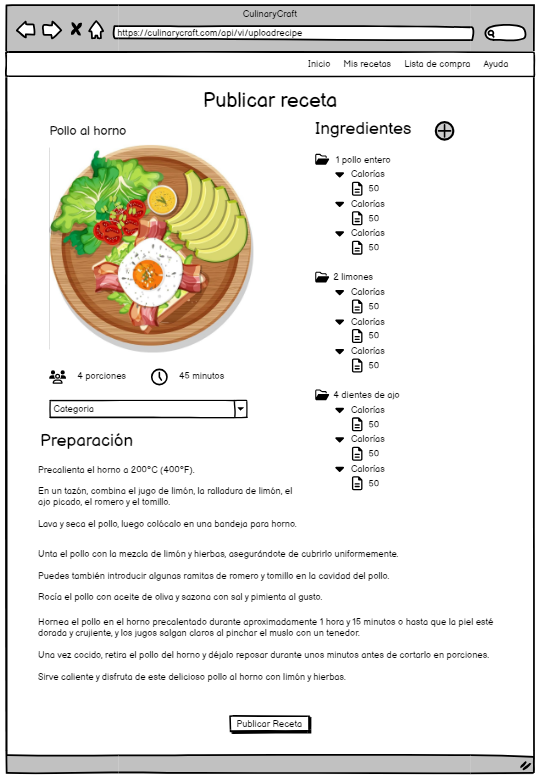 CulinaryCraft
https://culinarycraft.com/api/vi/uploadrecipe
Inicio Mis recetas Lista de compra Ayuda
Publicar receta
Pollo al horno
4 porciones 45 minutos
Categoria
Ingredientes
1 pollo entero
Calorías
50
Calorías
50
Calorías
50
2 limones
Calorías
50
Calorías
50
Calorías
50
4 dientes de ajo
Calorías
50
Calorías
50
Calorías
50
Preparación
Precalienta el horno a 200°C (400°F).
En un tazón, combina el jugo de limón, la ralladura de limón, el
ajo picado, el romero y el tomillo.
Lava y seca el pollo, luego colócalo en una bandeja para horno.
Unta el pollo con la mezcla de limón y hierbas, asegurándote de cubrirlo uniformemente.
Puedes también introducir algunas ramitas de romero y tomillo en la cavidad del pollo.
Rocía el pollo con aceite de oliva y sazona con sal y pimienta al gusto.
Hornea el pollo en el horno precalentado durante aproximadamente 1 hora y 15 minutos o hasta que la piel esté
dorada y crujiente, y los jugos salgan claros al pinchar el muslo con un tenedor.
Una vez cocido, retira el pollo del horno y déjalo reposar durante unos minutos antes de cortarlo en porciones.
Sirve caliente y disfruta de este delicioso pollo al horno con limón y hierbas.
Publicar Receta